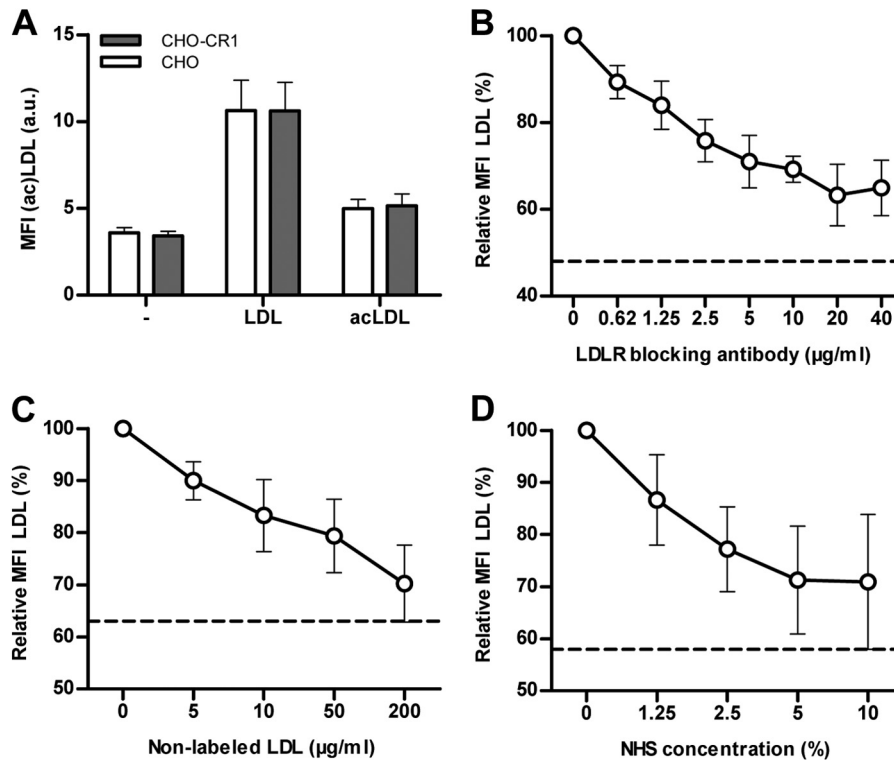 A
MFI (ac)LDL (a.u.)
15
10
5
0
CHO-CR1
CHO
-
LDL
acLDL
B
Relative MFI LDL (%)
100
80
60
40
0
0.62
1.25
2.5
5
10
20
40
LDLR blocking antibody (µg/ml)
C
Relative MFI LDL (%)
100
90
80
70
60
50
0
5
10
50
200
Non-labeled LDL (µg/ml)
D
Relative MFI LDL (%)
100
90
80
70
60
50
0
1.25
2.5
5
10
NHS concentration (%)